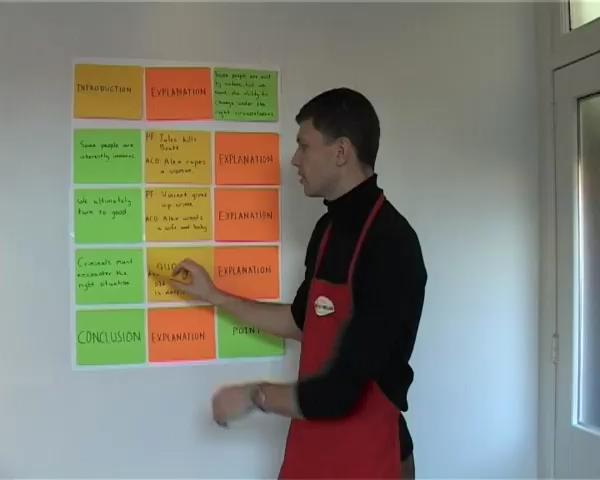 INTRODUCTION
EXPLANATION
Some people are evil
by nature, but we
have the ability to
change under the
right circumstances
Some people are
inherently immoral
PF: Jules kills
Brett
ACO: Alex rapes
a woman.
EXPLANATION
We ultimately
turn to good
PF: Vincent gives
up crime.
ACO: Alex wants
a wife and baby
EXPLANATION
Criminals must
encounter the
right situation
EXPLANATION
CONCLUSION
EXPLANATION
POINT